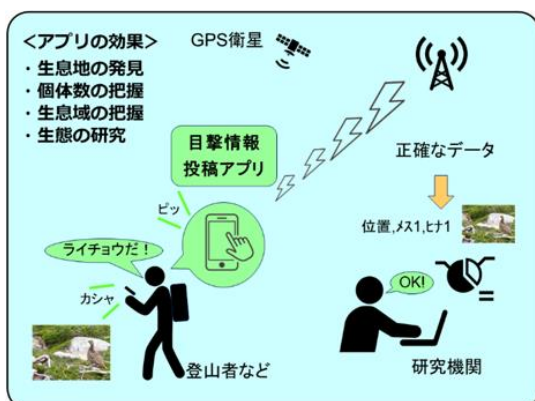 ＜アプリの効果＞
・生息地の発見
・個体数の把握
・生息域の把握
・生態の研究
GPS衛星
目撃情報
投稿アプリ
正確なデータ
ピッ
位置,ﾒｽ1,ﾋﾅ1
ライチョウだ！
カシャ
OK!
登山者など
研究機関